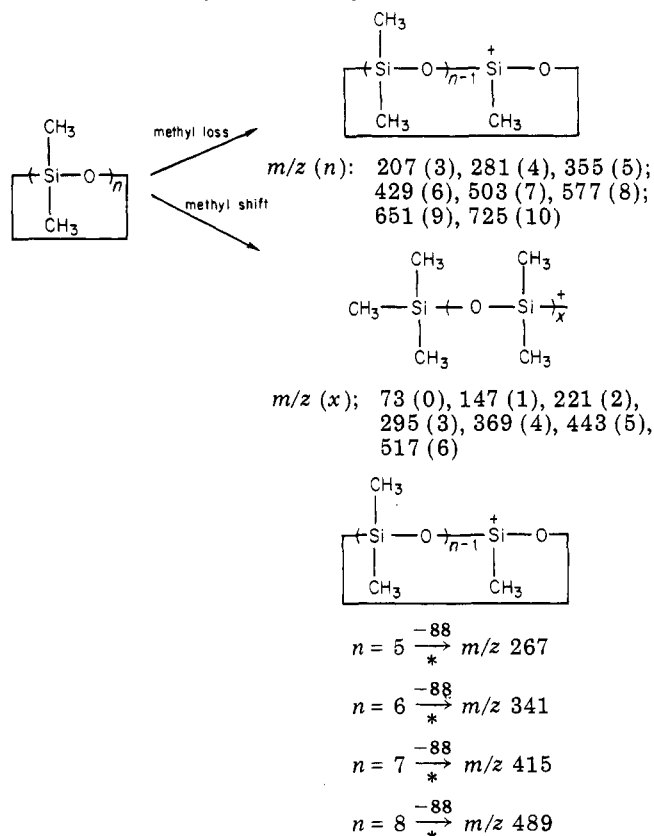 CH₃
Si—O
n−1
+
Si—O
CH₃
CH₃
CH₃
methyl loss
Si—O
n
CH₃
methyl shift
m/z (n): 207 (3), 281 (4), 355 (5);
429 (6), 503 (7), 577 (8);
651 (9), 725 (10)
CH₃
CH₃
CH₃—Si
O—Si
+
x
CH₃
CH₃
m/z (x); 73 (0), 147 (1), 221 (2),
295 (3), 369 (4), 443 (5),
517 (6)
CH₃
Si—O
n−1
+
Si—O
CH₃
CH₃
n = 5 −88 → * m/z 267
n = 6 −88 → * m/z 341
n = 7 −88 → * m/z 415
n = 8 −88 → * m/z 489